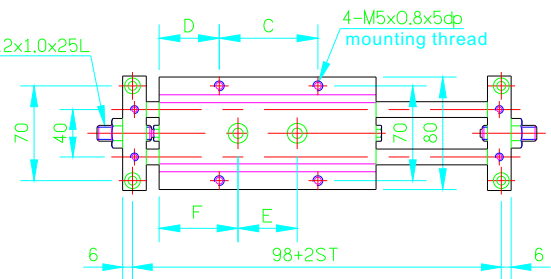 D
C
4-M5x0.8x5dp
mounting thread
.2x1.0x25L
70
40
70
80
F
E
6
98+2ST
6